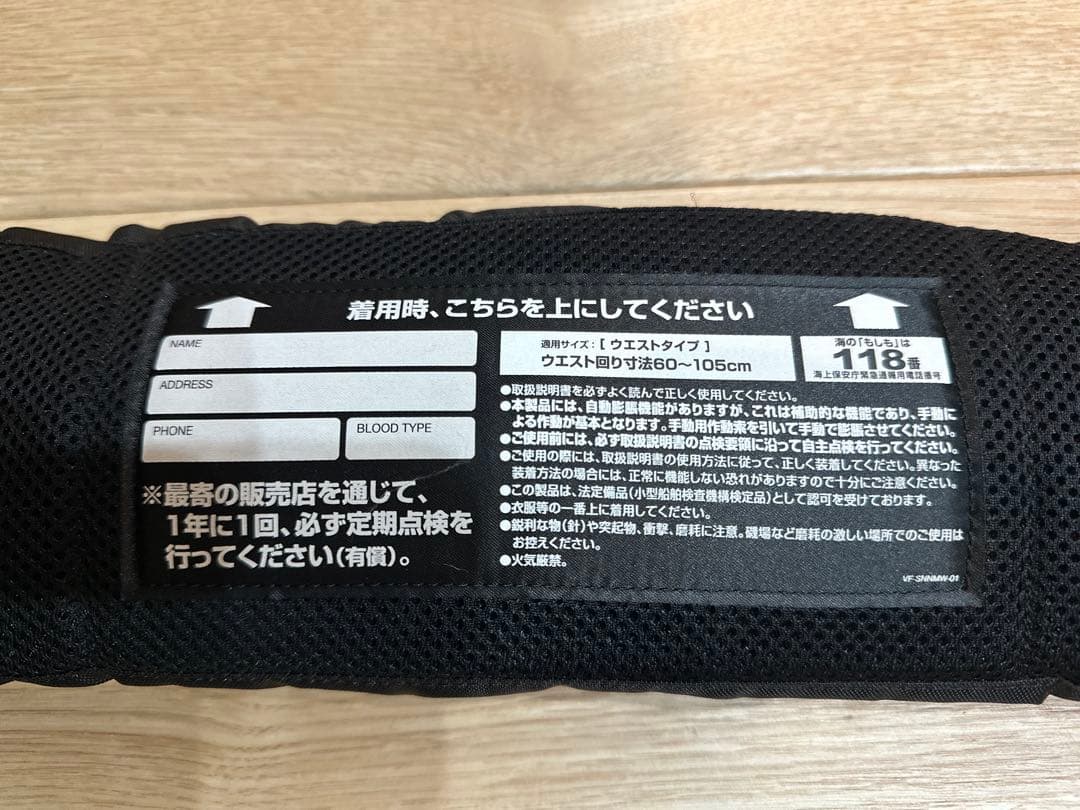 着用時、こちらを上にしてください
NAME
ADDRESS
PHONE
BLOOD TYPE
※最寄の販売店を通じて、
1年に1回、必ず定期点検を
行ってください(有償)。
適用サイズ:[ ウエストタイプ ]
ウエスト回り寸法60〜105cm
海の「もしも」は
118番
海上保安庁緊急通報用電話番号
●取扱説明書を必ずよく読んで正しく使用してください。
●本製品には、自動膨脹機能がありますが、これは補助的な機能であり、手動に
よる作動が基本となります。手動用作動索を引いて手動で膨脹させてください。
●ご使用前には、必ず取扱説明書の点検要領に沿って自主点検を行ってください。
●ご使用の際には、取扱説明書の使用方法に従って、正しく装着してください。異なった
装着方法の場合には、正常に機能しない恐れがありますので十分にご注意ください。
●この製品は、法定備品(小型船舶検査機構検定品)として認可を受けております。
●衣服等の一番上に着用してください。
●鋭利な物(針)や突起物、衝撃、磨耗に注意。磯場など磨耗の激しい場所でのご使用は
お控えください。
●火気厳禁。
VF-SNNMW-01